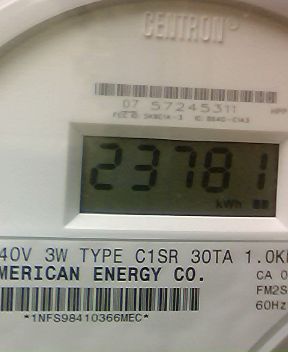 CENTRON
07 57245311
23781
kWh
40V 3W TYPE C1SR 30TA 1.0K
MERICAN ENERGY CO.
CA 0
FM2S
60Hz
*1NFS98410366MEC*